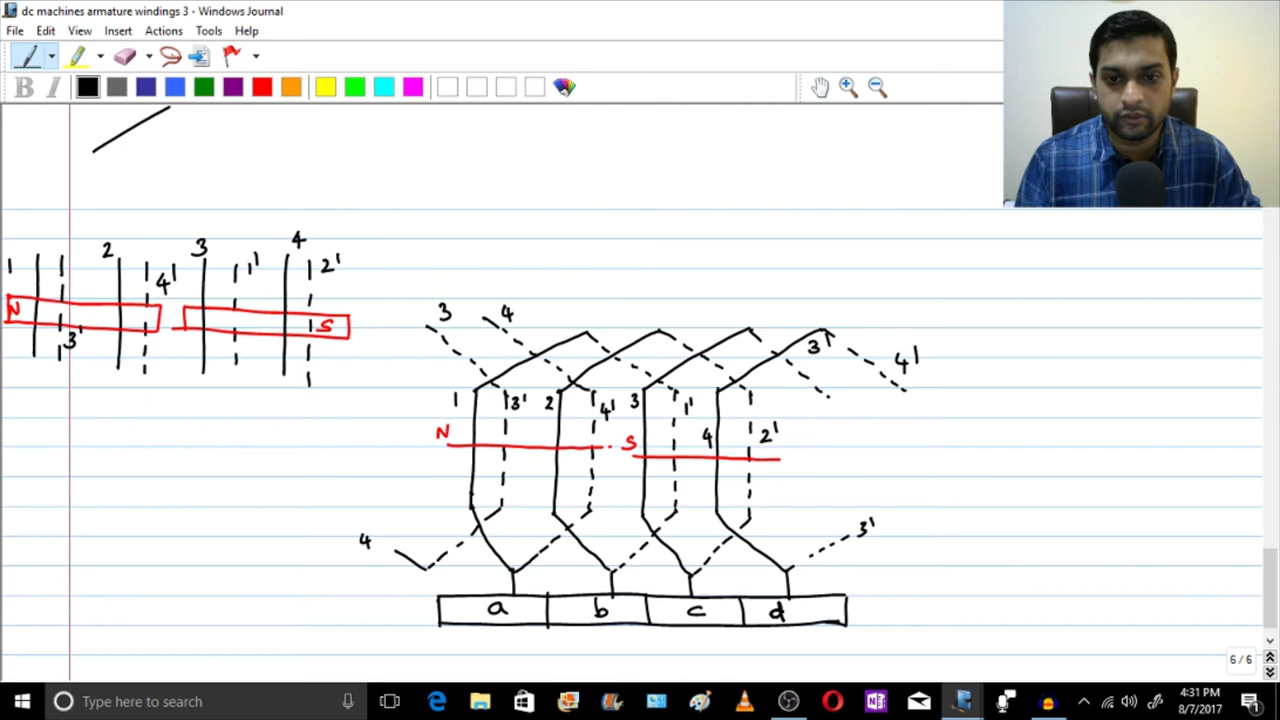 dc machines armature windings 3 - Windows Journal
File Edit View Insert Actions Tools Help
B I
1 2 3 4
4' 1' 2'
N 3' S
3 4
3' 4'
1 3' 2 4' 3 1'
N S 4 2'
4 3'
a b c d
6 / 6
Type here to search
4:31 PM
8/7/2017
1